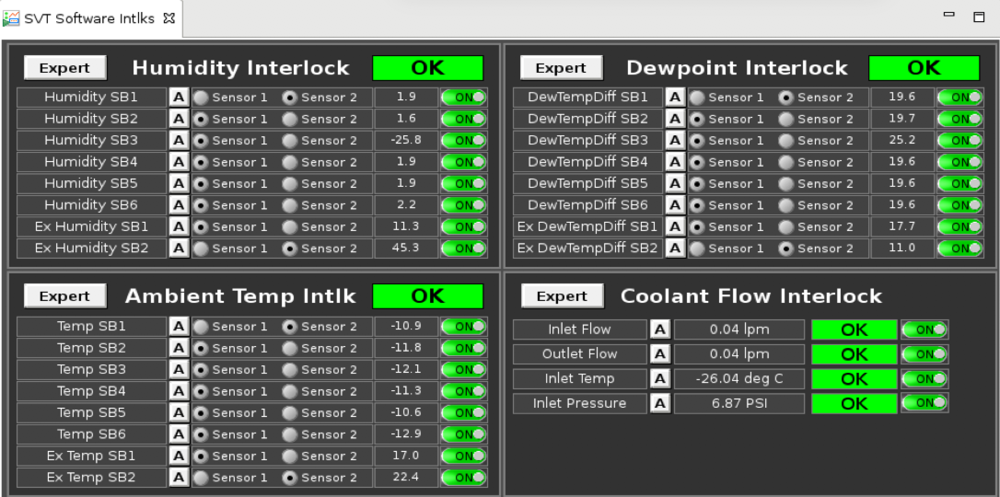 SVT Software Intlks
Expert Humidity Interlock OK
Humidity SB1 A Sensor 1 Sensor 2 1.9 ON
Humidity SB2 A Sensor 1 Sensor 2 1.6 ON
Humidity SB3 A Sensor 1 Sensor 2 -25.8 ON
Humidity SB4 A Sensor 1 Sensor 2 1.9 ON
Humidity SB5 A Sensor 1 Sensor 2 1.9 ON
Humidity SB6 A Sensor 1 Sensor 2 2.2 ON
Ex Humidity SB1 A Sensor 1 Sensor 2 11.3 ON
Ex Humidity SB2 A Sensor 1 Sensor 2 45.3 ON
Expert Dewpoint Interlock OK
DewTempDiff SB1 A Sensor 1 Sensor 2 19.6 ON
DewTempDiff SB2 A Sensor 1 Sensor 2 19.7 ON
DewTempDiff SB3 A Sensor 1 Sensor 2 25.2 ON
DewTempDiff SB4 A Sensor 1 Sensor 2 19.6 ON
DewTempDiff SB5 A Sensor 1 Sensor 2 19.6 ON
DewTempDiff SB6 A Sensor 1 Sensor 2 19.6 ON
Ex DewTempDiff SB1 A Sensor 1 Sensor 2 17.7 ON
Ex DewTempDiff SB2 A Sensor 1 Sensor 2 11.0 ON
Expert Ambient Temp Intlk OK
Temp SB1 A Sensor 1 Sensor 2 -10.9 ON
Temp SB2 A Sensor 1 Sensor 2 -11.8 ON
Temp SB3 A Sensor 1 Sensor 2 -12.1 ON
Temp SB4 A Sensor 1 Sensor 2 -11.3 ON
Temp SB5 A Sensor 1 Sensor 2 -10.6 ON
Temp SB6 A Sensor 1 Sensor 2 -12.9 ON
Ex Temp SB1 A Sensor 1 Sensor 2 17.0 ON
Ex Temp SB2 A Sensor 1 Sensor 2 22.4 ON
Expert Coolant Flow Interlock
Inlet Flow A 0.04 lpm OK ON
Outlet Flow A 0.04 lpm OK ON
Inlet Temp A -26.04 deg C OK ON
Inlet Pressure A 6.87 PSI OK ON